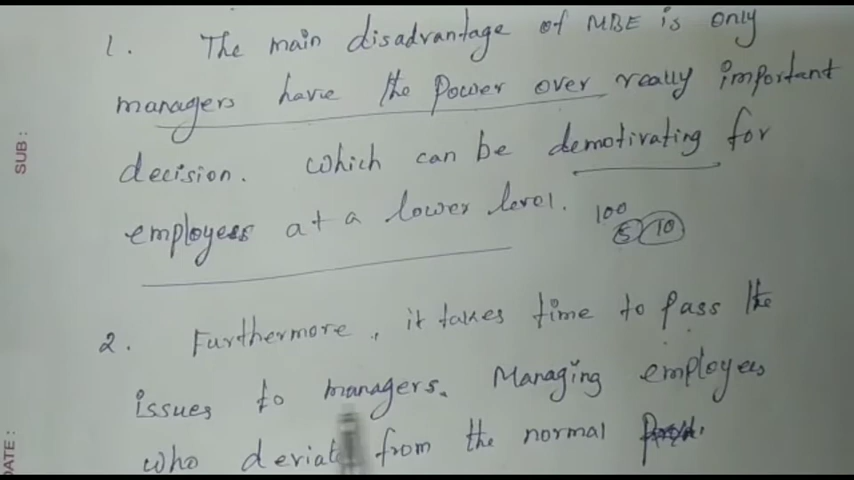 1. The main disadvantage of MBE is only
managers have the power over really important
decision. which can be demotivating for
employees at a lower level.
100
5 10
2. Furthermore, it takes time to pass the
issues to managers. Managing employees
who deviate from the normal
SUB :
DATE :